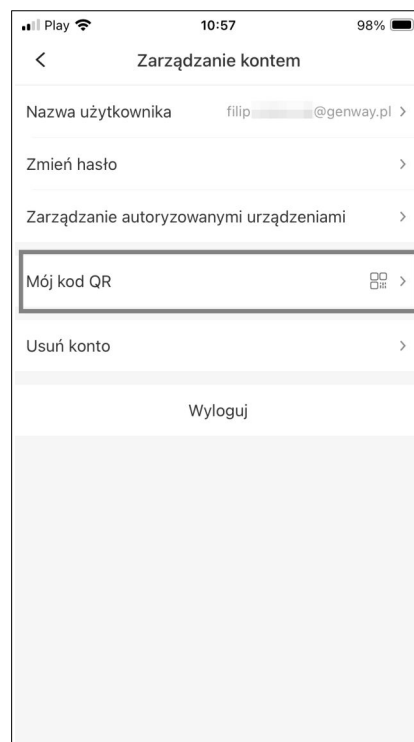 Play 10:57 98%
Zarządzanie kontem
Nazwa użytkownika filip @genway.pl
Zmień hasło
Zarządzanie autoryzowanymi urządzeniami
Mój kod QR
Usuń konto
Wyloguj